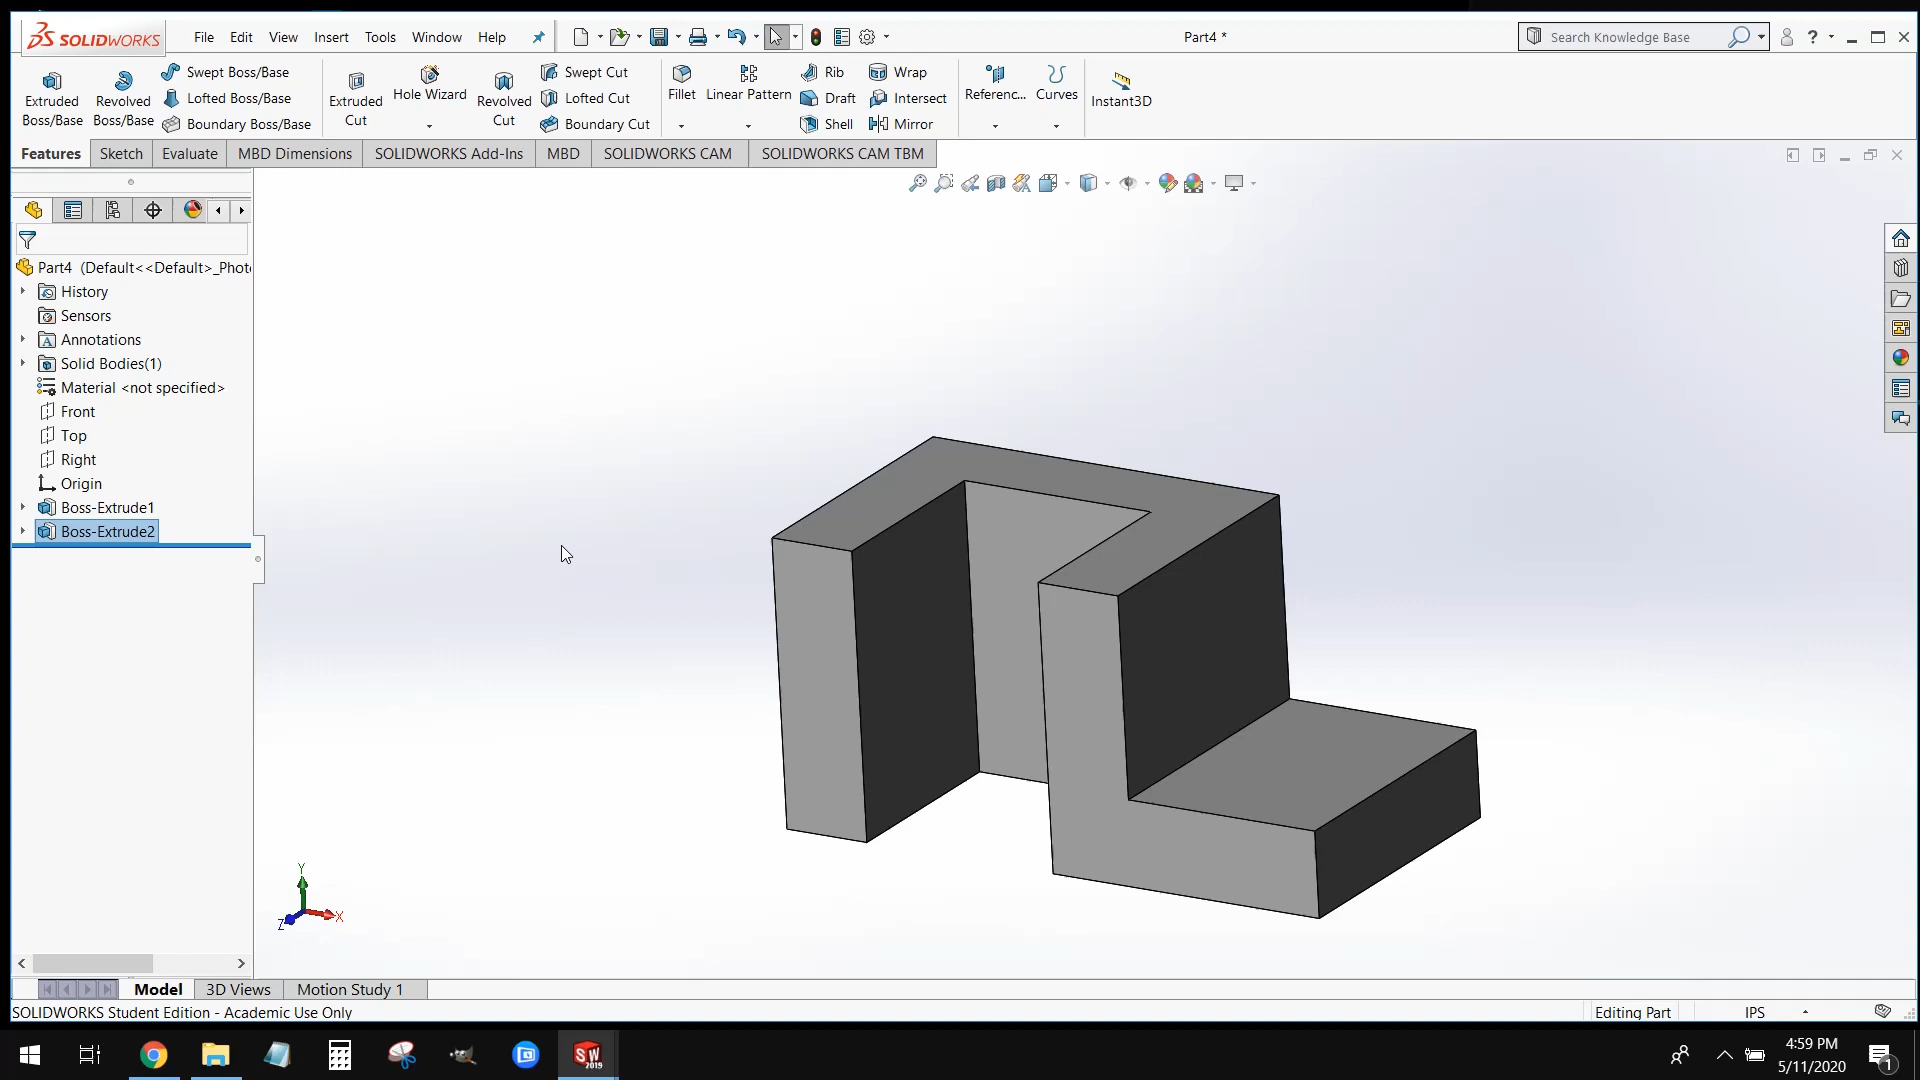 SOLIDWORKS
File Edit View Insert Tools Window Help
Part4 *
Search Knowledge Base
?
Extruded Boss/Base
Revolved Boss/Base
Swept Boss/Base
Lofted Boss/Base
Boundary Boss/Base
Extruded Cut
Hole Wizard
Revolved Cut
Swept Cut
Lofted Cut
Boundary Cut
Fillet
Linear Pattern
Rib
Draft
Shell
Wrap
Intersect
Mirror
Referenc...
Curves
Instant3D
Features Sketch Evaluate MBD Dimensions SOLIDWORKS Add-Ins MBD SOLIDWORKS CAM SOLIDWORKS CAM TBM
Part4 (Default<<Default>_Phot
History
Sensors
Annotations
Solid Bodies(1)
Material <not specified>
Front
Top
Right
Origin
Boss-Extrude1
Boss-Extrude2
Y
X
Z
Model 3D Views Motion Study 1
SOLIDWORKS Student Edition - Academic Use Only
Editing Part
IPS
SW
2019
4:59 PM
5/11/2020
1